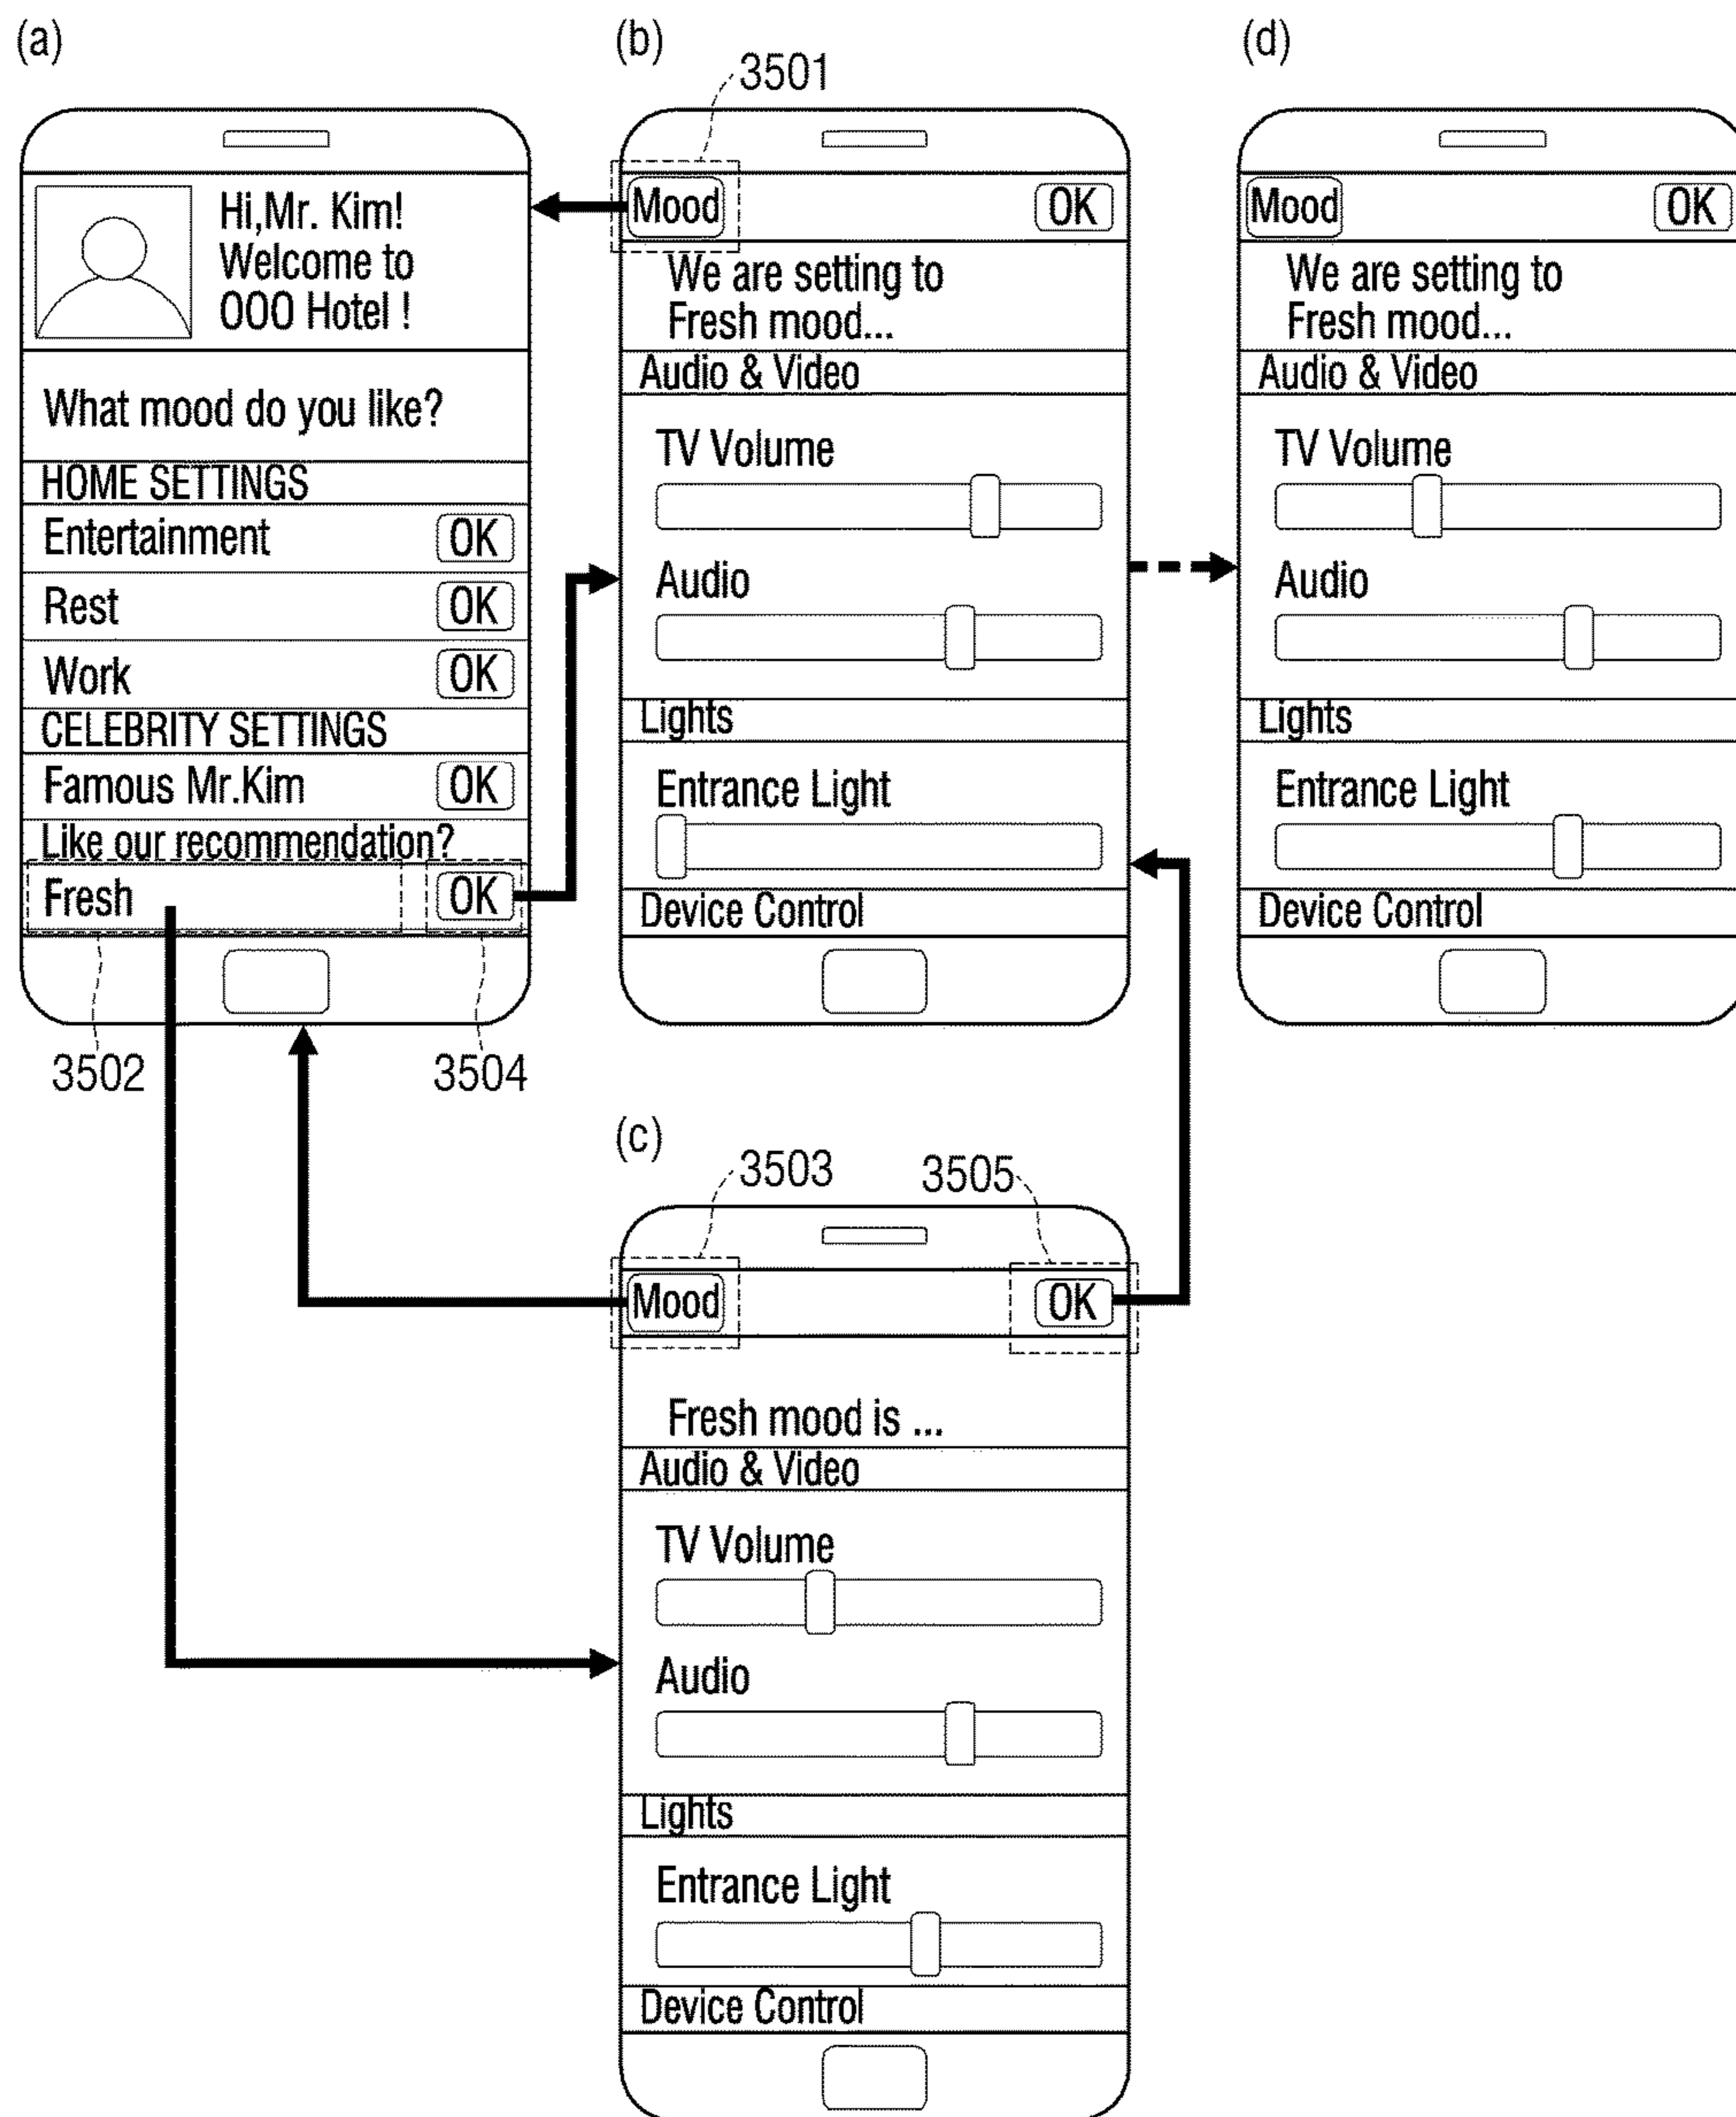 (a)
Hi,Mr. Kim!
Welcome to
OOO Hotel !
What mood do you like?
HOME SETTINGS
Entertainment OK
Rest OK
Work OK
CELEBRITY SETTINGS
Famous Mr.Kim OK
Like our recommendation?
Fresh OK
3502 3504
(b)
3501
Mood OK
We are setting to
Fresh mood...
Audio & Video
TV Volume
Audio
Lights
Entrance Light
Device Control
(d)
Mood OK
We are setting to
Fresh mood...
Audio & Video
TV Volume
Audio
Lights
Entrance Light
Device Control
(c)
3503 3505
Mood OK
Fresh mood is ...
Audio & Video
TV Volume
Audio
Lights
Entrance Light
Device Control